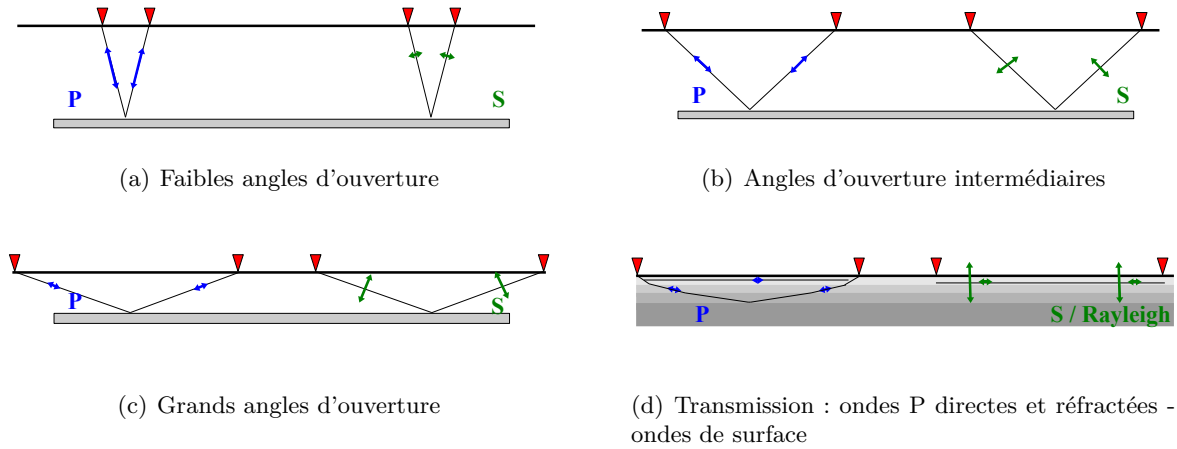 P
S
(a) Faibles angles d'ouverture
P
S
(b) Angles d'ouverture intermédiaires
P
S
(c) Grands angles d'ouverture
P
S / Rayleigh
(d) Transmission : ondes P directes et réfractées -
ondes de surface